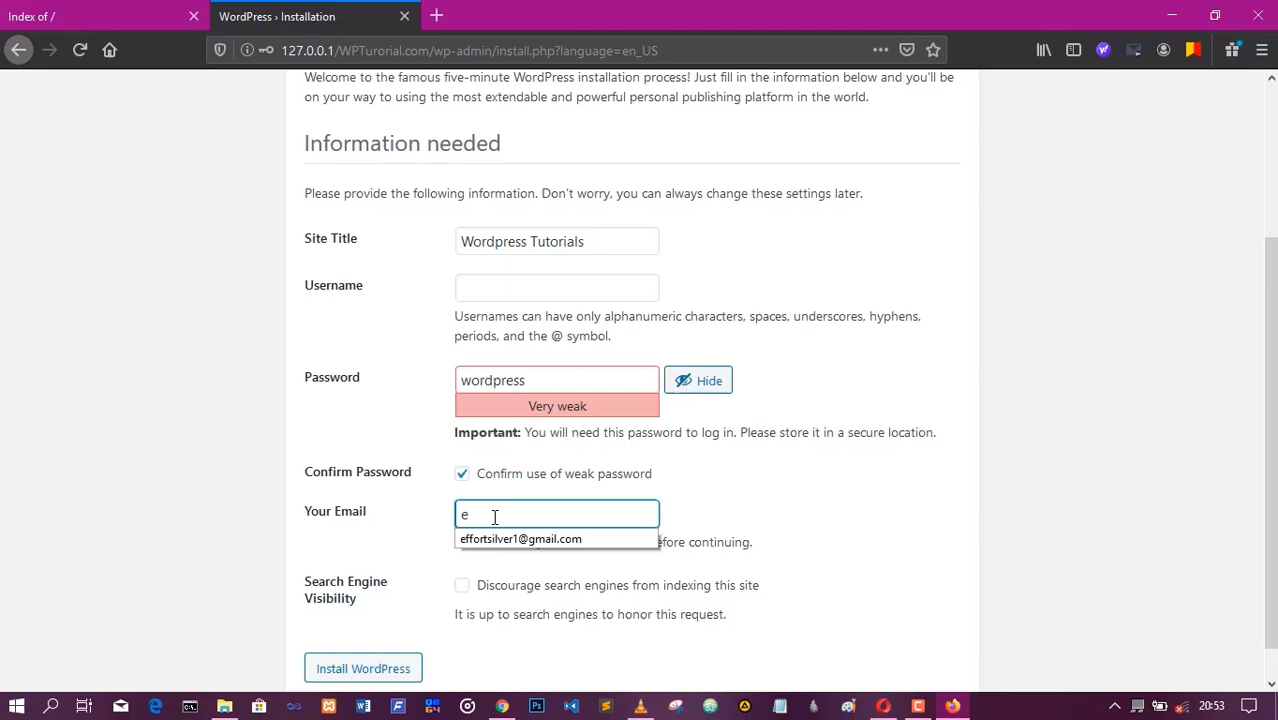 Index of /
WordPress › Installation
127.0.0.1/WPTurorial.com/wp-admin/install.php?language=en_US
Welcome to the famous five-minute WordPress installation process! Just fill in the information below and you'll be
on your way to using the most extendable and powerful personal publishing platform in the world.
Information needed
Please provide the following information. Don't worry, you can always change these settings later.
Site Title
Wordpress Tutorials
Username
Usernames can have only alphanumeric characters, spaces, underscores, hyphens,
periods, and the @ symbol.
Password
wordpress
Hide
Very weak
Important: You will need this password to log in. Please store it in a secure location.
Confirm Password
Confirm use of weak password
Your Email
e
effortsilver1@gmail.com
efore continuing.
Search Engine
Visibility
Discourage search engines from indexing this site
It is up to search engines to honor this request.
Install WordPress
20:53